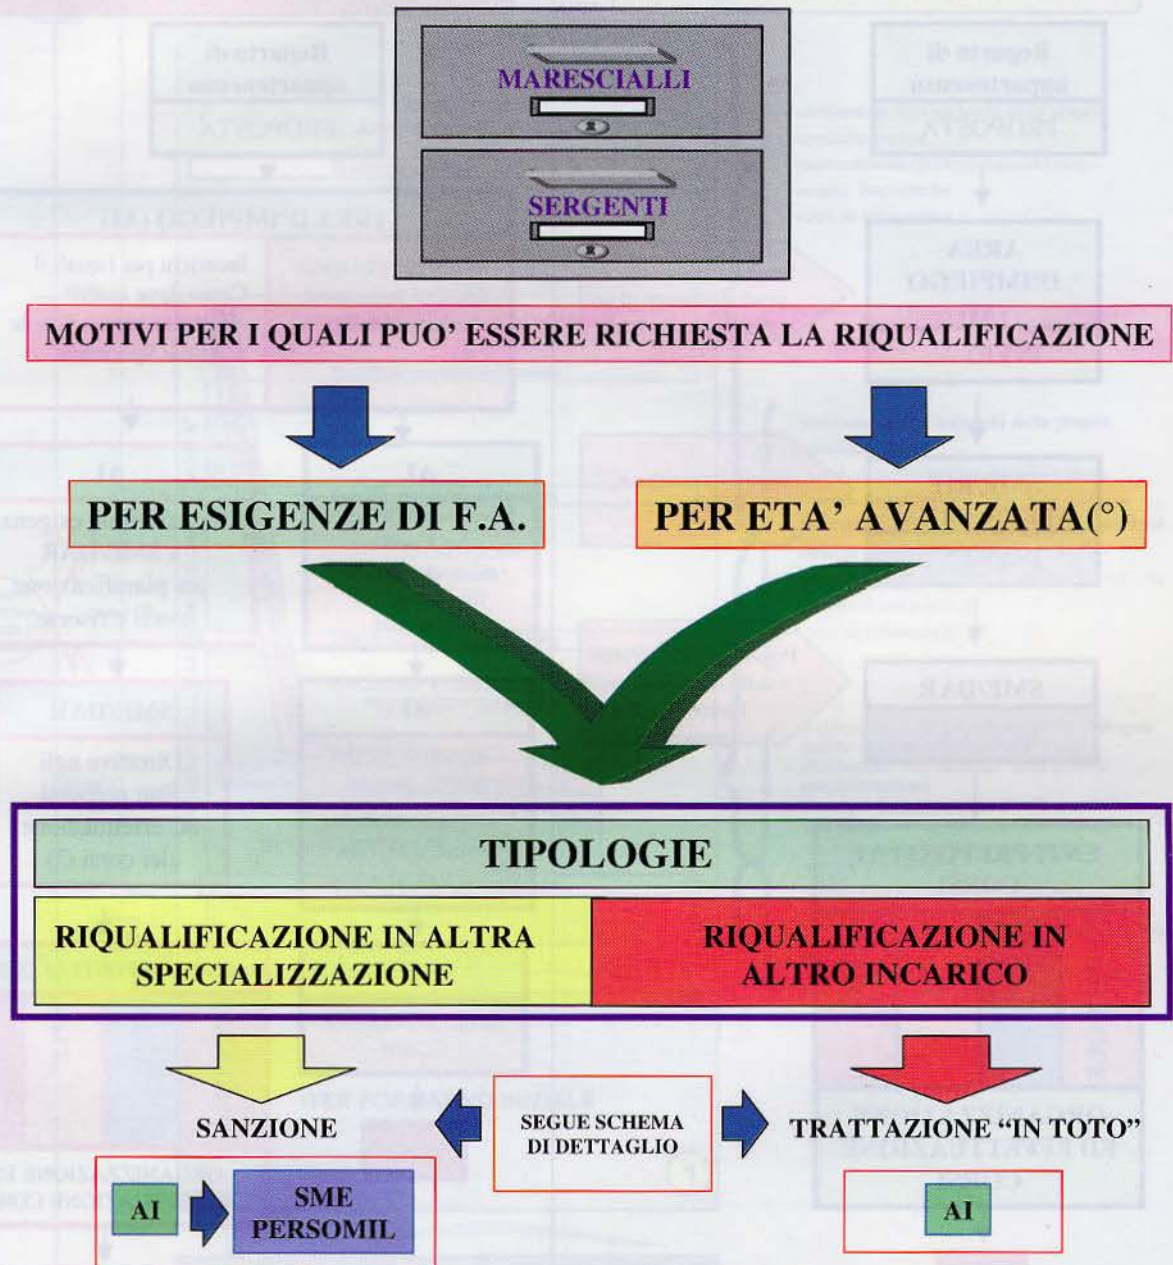 MARESCIALLI
SERGENTI
MOTIVI PER I QUALI PUO' ESSERE RICHIESTA LA RIQUALIFICAZIONE
PER ESIGENZE DI F.A.
PER ETA' AVANZATA(°)
TIPOLOGIE
RIQUALIFICAZIONE IN ALTRA
SPECIALIZZAZIONE
RIQUALIFICAZIONE IN
ALTRO INCARICO
SANZIONE
SEGUE SCHEMA
DI DETTAGLIO
TRATTAZIONE “IN TOTO”
AI
SME
PERSOMIL
AI